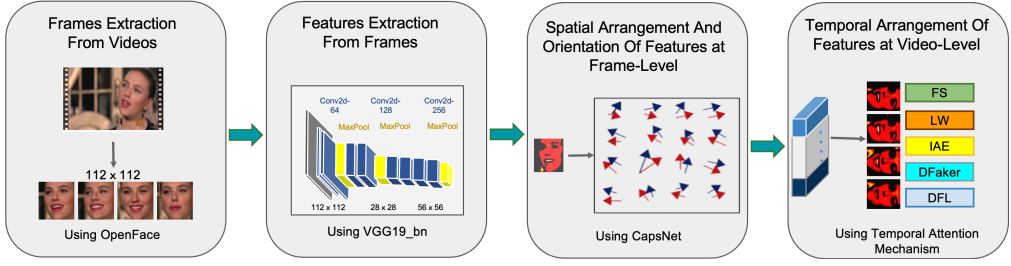 Frames Extraction
From Videos
112 x 112
Using OpenFace
Features Extraction
From Frames
Conv2d-
64
Conv2d-
128
Conv2d-
256
MaxPool
MaxPool
MaxPool
112 x 112
28 x 28
56 x 56
Using VGG19_bn
Spatial Arrangement And
Orientation Of Features at
Frame-Level
Using CapsNet
Temporal Arrangement Of
Features at Video-Level
FS
LW
IAE
DFaker
DFL
Using Temporal Attention
Mechanism